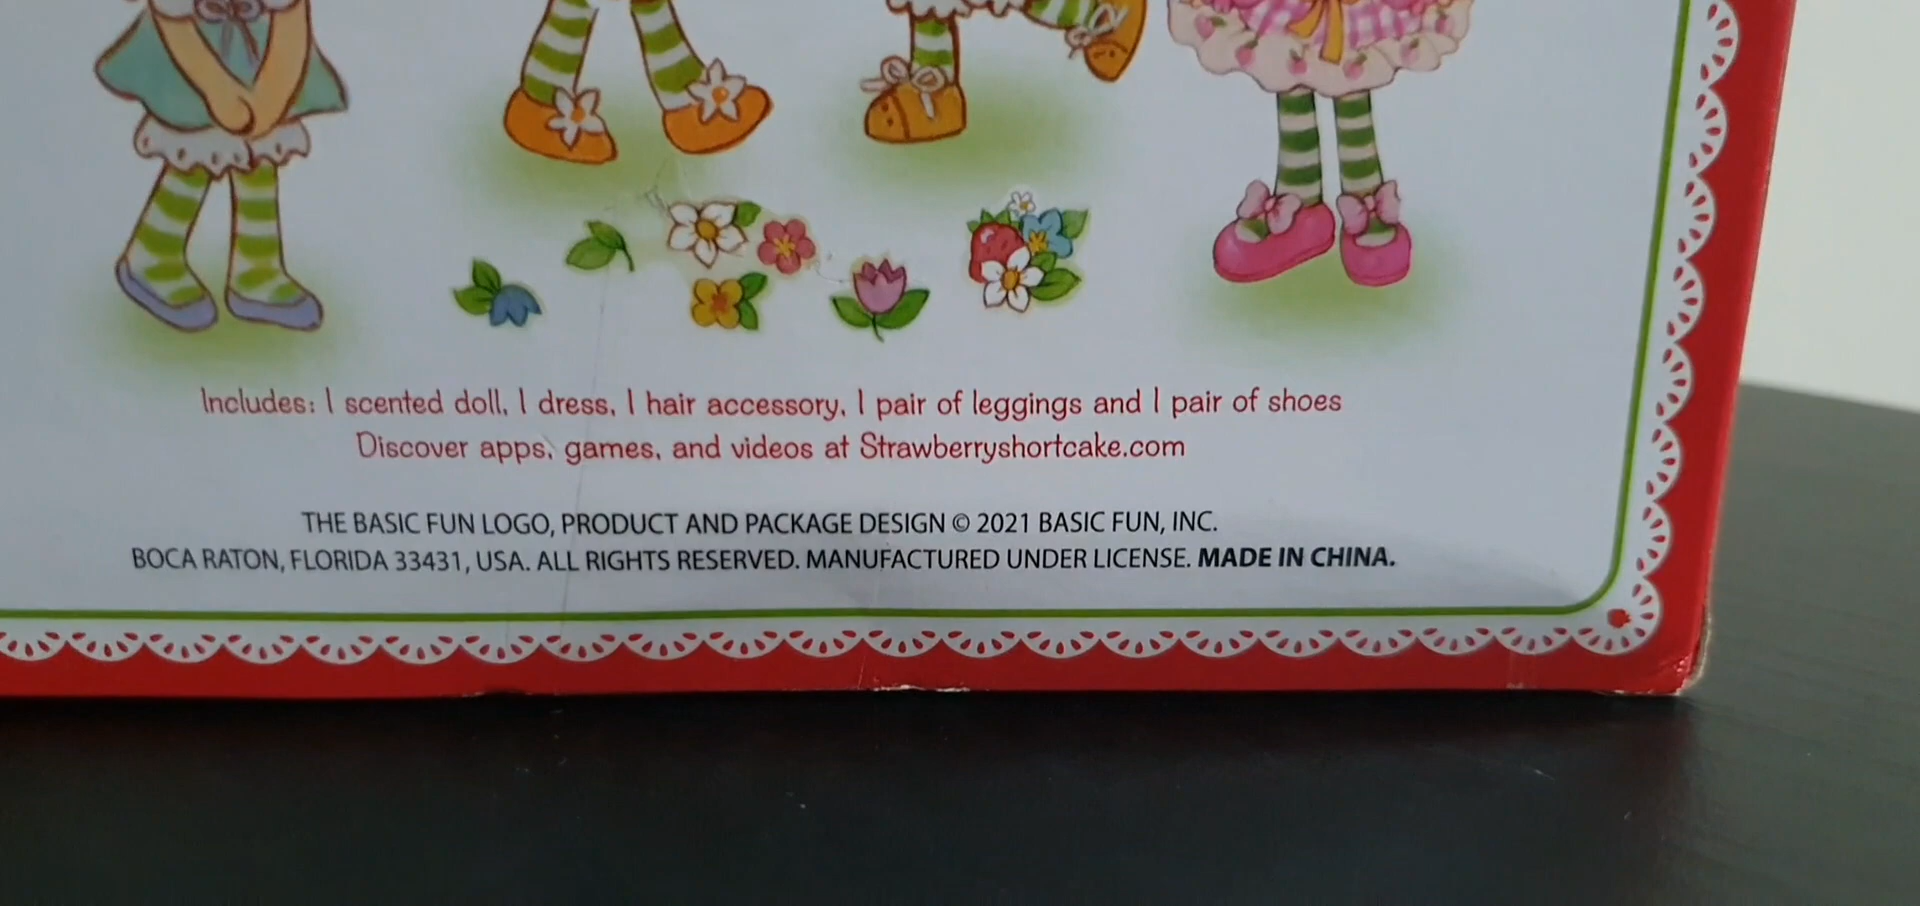 Includes: 1 scented doll, 1 dress, 1 hair accessory, 1 pair of leggings and 1 pair of shoes
Discover apps, games, and videos at Strawberryshortcake.com
THE BASIC FUN LOGO, PRODUCT AND PACKAGE DESIGN © 2021 BASIC FUN, INC.
BOCA RATON, FLORIDA 33431, USA. ALL RIGHTS RESERVED. MANUFACTURED UNDER LICENSE. MADE IN CHINA.